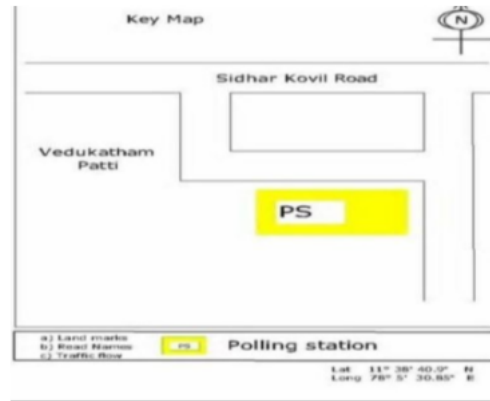 Key Map
N
Sidhar Kovil Road
Vedukatham
Patti
PS
a) Land marks
b) Road Names
c) Traffic flow
PS
Polling station
Lat 11° 38' 40.9" N
Long 78° 5' 30.85" E